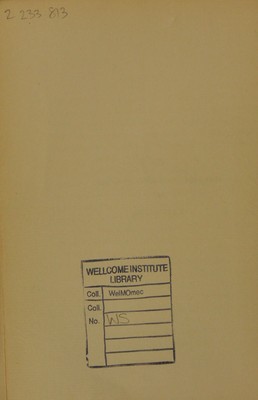 2 233 813
WELLCOME INSTITUTE
LIBRARY
Coll. WelMOmec
Coll.
No. WS